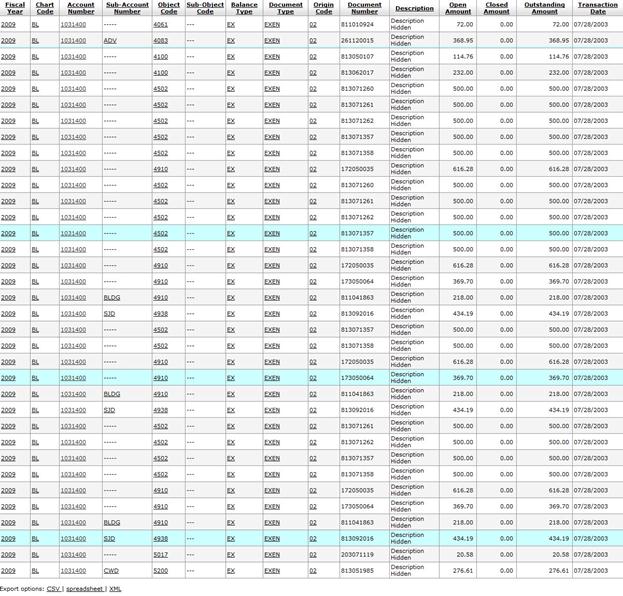 Fiscal Year Chart Code Account Number Sub-Account Number Object Code Sub-Object Code Balance Type Document Type Origin Code Document Number Description Open Amount Closed Amount Outstanding Amount Transaction Date
2009 BL 1031400 ----- 4061 --- EX EXEN 02 811010924 Description Hidden 72.00 0.00 72.00 07/28/2003
2009 BL 1031400 ADV 4083 --- EX EXEN 02 261120015 Description Hidden 368.95 0.00 368.95 07/28/2003
2009 BL 1031400 ----- 4100 --- EX EXEN 02 813050107 Description Hidden 114.76 0.00 114.76 07/28/2003
2009 BL 1031400 ----- 4100 --- EX EXEN 02 813062017 Description Hidden 232.00 0.00 232.00 07/28/2003
2009 BL 1031400 ----- 4502 --- EX EXEN 02 813071260 Description Hidden 500.00 0.00 500.00 07/28/2003
2009 BL 1031400 ----- 4502 --- EX EXEN 02 813071261 Description Hidden 500.00 0.00 500.00 07/28/2003
2009 BL 1031400 ----- 4502 --- EX EXEN 02 813071262 Description Hidden 500.00 0.00 500.00 07/28/2003
2009 BL 1031400 ----- 4502 --- EX EXEN 02 813071357 Description Hidden 500.00 0.00 500.00 07/28/2003
2009 BL 1031400 ----- 4502 --- EX EXEN 02 813071358 Description Hidden 500.00 0.00 500.00 07/28/2003
2009 BL 1031400 ----- 4910 --- EX EXEN 02 172050035 Description Hidden 616.28 0.00 616.28 07/28/2003
2009 BL 1031400 ----- 4502 --- EX EXEN 02 813071260 Description Hidden 500.00 0.00 500.00 07/28/2003
2009 BL 1031400 ----- 4502 --- EX EXEN 02 813071261 Description Hidden 500.00 0.00 500.00 07/28/2003
2009 BL 1031400 ----- 4502 --- EX EXEN 02 813071262 Description Hidden 500.00 0.00 500.00 07/28/2003
2009 BL 1031400 ----- 4502 --- EX EXEN 02 813071357 Description Hidden 500.00 0.00 500.00 07/28/2003
2009 BL 1031400 ----- 4502 --- EX EXEN 02 813071358 Description Hidden 500.00 0.00 500.00 07/28/2003
2009 BL 1031400 ----- 4910 --- EX EXEN 02 172050035 Description Hidden 616.28 0.00 616.28 07/28/2003
2009 BL 1031400 ----- 4910 --- EX EXEN 02 173050064 Description Hidden 369.70 0.00 369.70 07/28/2003
2009 BL 1031400 BLDG 4910 --- EX EXEN 02 811041863 Description Hidden 218.00 0.00 218.00 07/28/2003
2009 BL 1031400 SJD 4938 --- EX EXEN 02 813092016 Description Hidden 434.19 0.00 434.19 07/28/2003
2009 BL 1031400 ----- 4502 --- EX EXEN 02 813071357 Description Hidden 500.00 0.00 500.00 07/28/2003
2009 BL 1031400 ----- 4502 --- EX EXEN 02 813071358 Description Hidden 500.00 0.00 500.00 07/28/2003
2009 BL 1031400 ----- 4910 --- EX EXEN 02 172050035 Description Hidden 616.28 0.00 616.28 07/28/2003
2009 BL 1031400 ----- 4910 --- EX EXEN 02 173050064 Description Hidden 369.70 0.00 369.70 07/28/2003
2009 BL 1031400 BLDG 4910 --- EX EXEN 02 811041863 Description Hidden 218.00 0.00 218.00 07/28/2003
2009 BL 1031400 SJD 4938 --- EX EXEN 02 813092016 Description Hidden 434.19 0.00 434.19 07/28/2003
2009 BL 1031400 ----- 4502 --- EX EXEN 02 813071261 Description Hidden 500.00 0.00 500.00 07/28/2003
2009 BL 1031400 ----- 4502 --- EX EXEN 02 813071262 Description Hidden 500.00 0.00 500.00 07/28/2003
2009 BL 1031400 ----- 4502 --- EX EXEN 02 813071357 Description Hidden 500.00 0.00 500.00 07/28/2003
2009 BL 1031400 ----- 4502 --- EX EXEN 02 813071358 Description Hidden 500.00 0.00 500.00 07/28/2003
2009 BL 1031400 ----- 4910 --- EX EXEN 02 172050035 Description Hidden 616.28 0.00 616.28 07/28/2003
2009 BL 1031400 ----- 4910 --- EX EXEN 02 173050064 Description Hidden 369.70 0.00 369.70 07/28/2003
2009 BL 1031400 BLDG 4910 --- EX EXEN 02 811041863 Description Hidden 218.00 0.00 218.00 07/28/2003
2009 BL 1031400 SJD 4938 --- EX EXEN 02 813092016 Description Hidden 434.19 0.00 434.19 07/28/2003
2009 BL 1031400 ----- 5017 --- EX EXEN 02 203071119 Description Hidden 20.58 0.00 20.58 07/28/2003
2009 BL 1031400 CWD 5200 --- EX EXEN 02 813051985 Description Hidden 276.61 0.00 276.61 07/28/2003
Export options: CSV | spreadsheet | XML